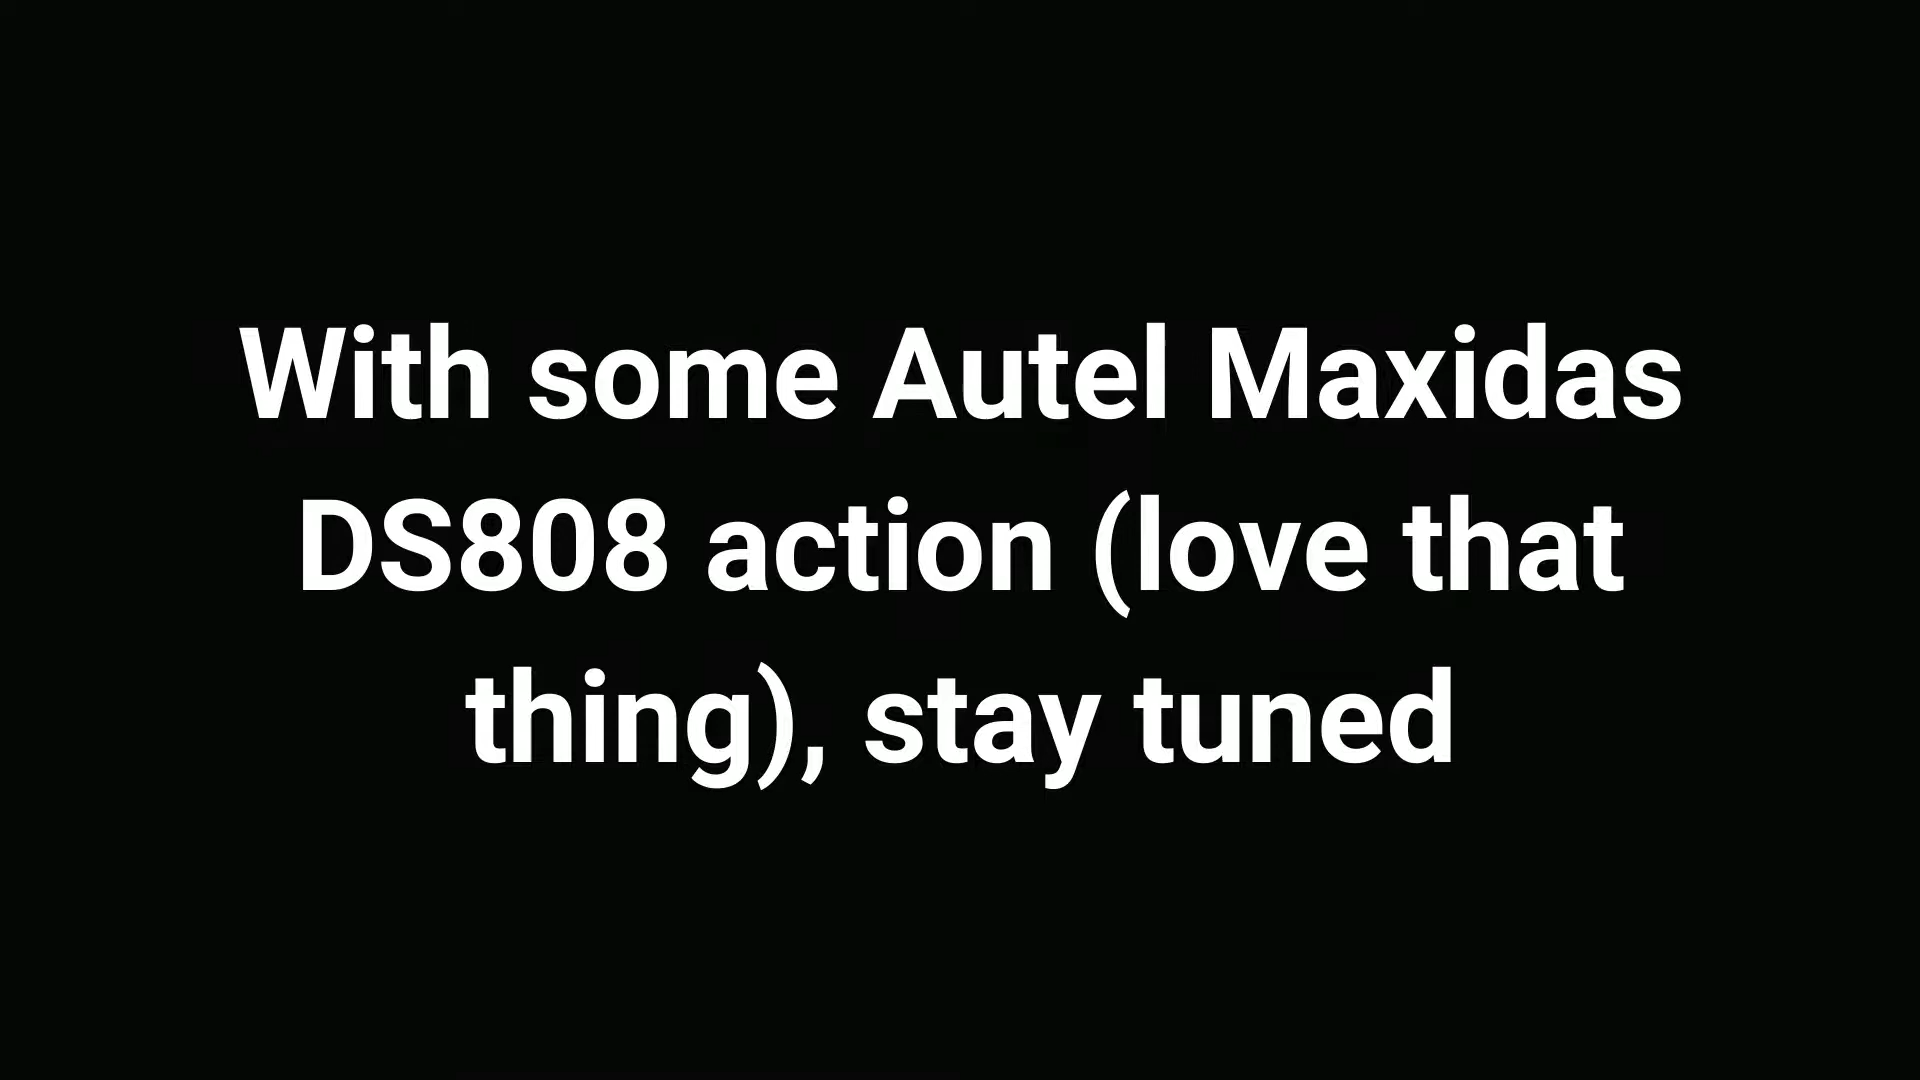 With some Autel Maxidas
DS808 action (love that
thing), stay tuned